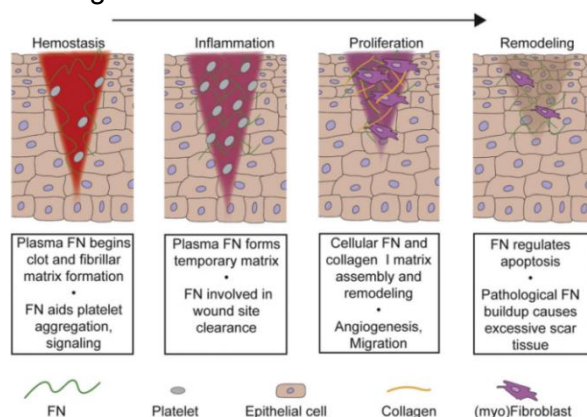 Hemostasis
Inflammation
Proliferation
Remodeling
Plasma FN begins
clot and fibrillar
matrix formation
•
FN aids platelet
aggregation,
signaling
Plasma FN forms
temporary matrix
•
FN involved in
wound site
clearance
Cellular FN and
collagen I matrix
assembly and
remodeling
•
Angiogenesis,
Migration
FN regulates
apoptosis
•
Pathological FN
buildup causes
excessive scar
tissue
FN
Platelet
Epithelial cell
Collagen
(myo)Fibroblast